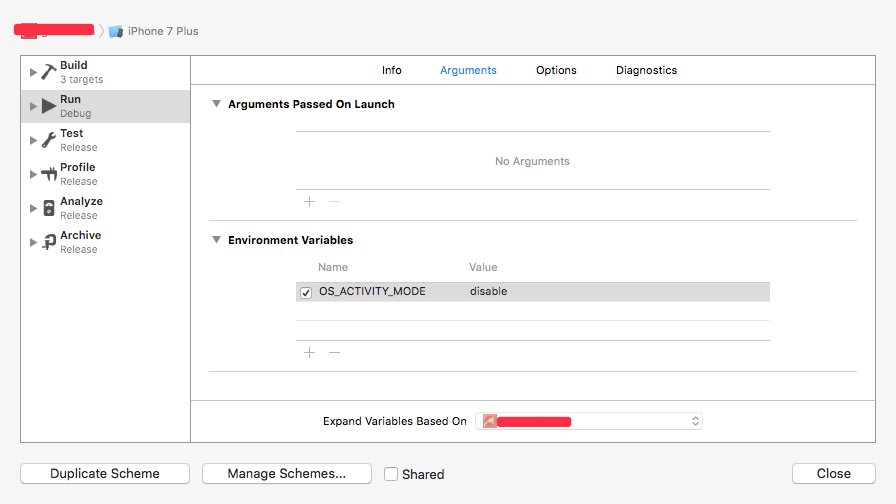 iPhone 7 Plus
Build
3 targets
Run
Debug
Test
Release
Profile
Release
Analyze
Release
Archive
Release
Info Arguments Options Diagnostics
Arguments Passed On Launch
No Arguments
Environment Variables
Name Value
OS_ACTIVITY_MODE disable
Expand Variables Based On
Duplicate Scheme Manage Schemes... Shared Close